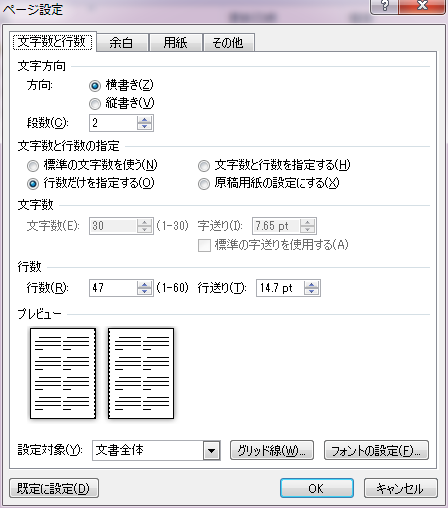 ページ設定
文字数と行数 余白 用紙 その他
文字方向
方向: 横書き(Z)
縦書き(V)
段数(C): 2
文字数と行数の指定
標準の文字数を使う(N) 文字数と行数を指定する(H)
行数だけを指定する(O) 原稿用紙の設定にする(X)
文字数
文字数(E): 30 (1-30) 字送り(I): 7.65 pt
標準の字送りを使用する(A)
行数
行数(R): 47 (1-60) 行送り(T): 14.7 pt
プレビュー
設定対象(Y): 文書全体 グリッド線(W)... フォントの設定(F)...
既定に設定(D) OK キャンセル